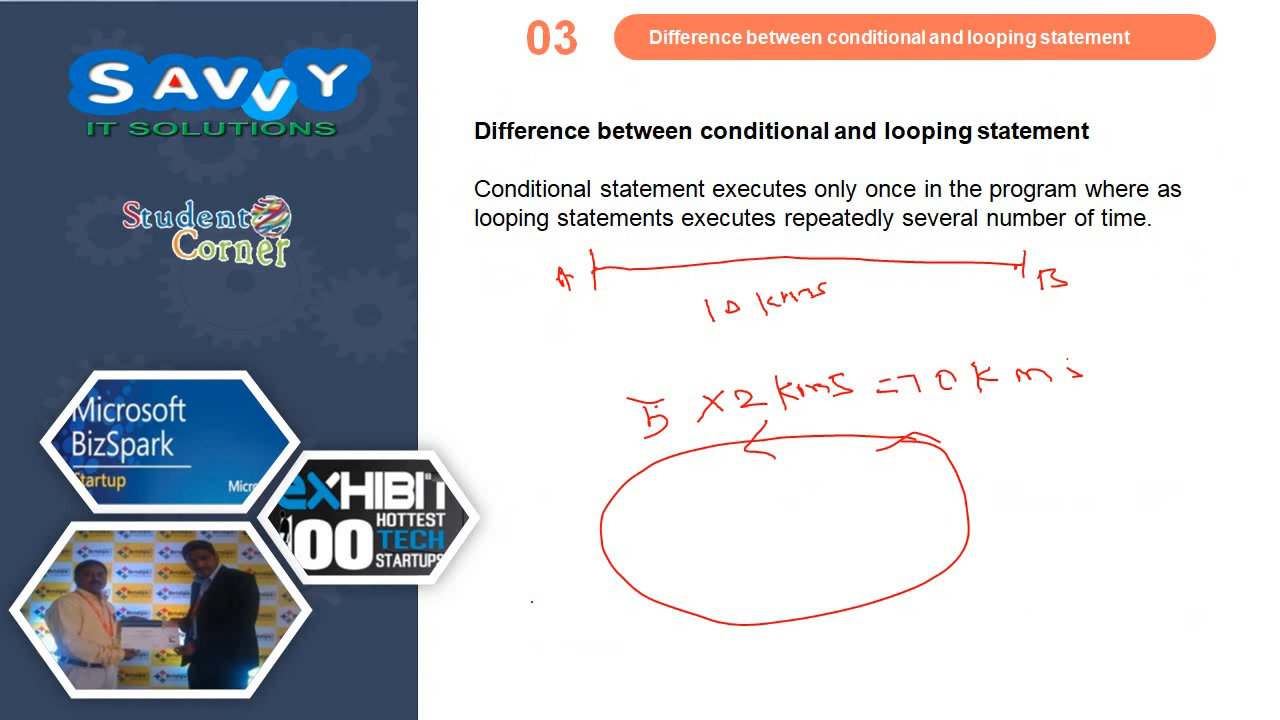 SAVVY
IT SOLUTIONS
Student
Corner
Microsoft
BizSpark
Startup
Micr
eXHIBIT
100
HOTTEST
TECH
STARTUPS
03
Difference between conditional and looping statement
Difference between conditional and looping statement
Conditional statement executes only once in the program where as
looping statements executes repeatedly several number of time.
A B
10 kms
5 × 2 kms = 10 kms